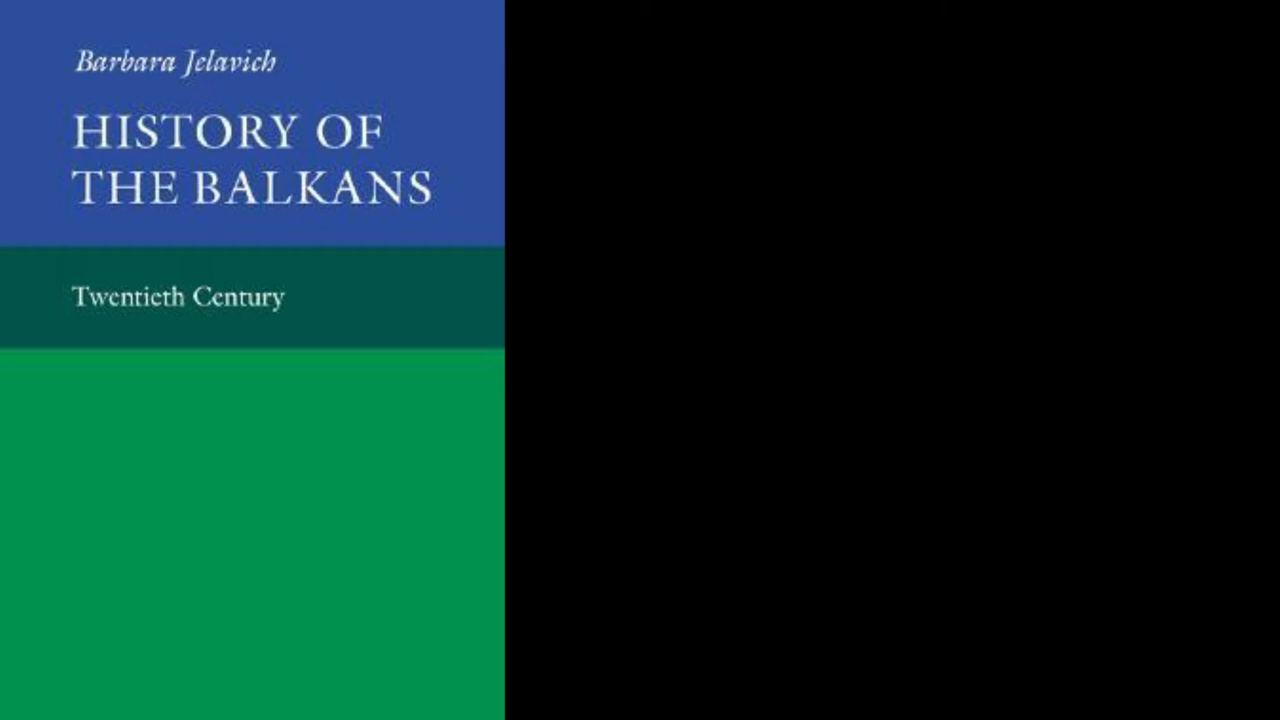 Barbara Jelavich
HISTORY OF
THE BALKANS
Twentieth Century